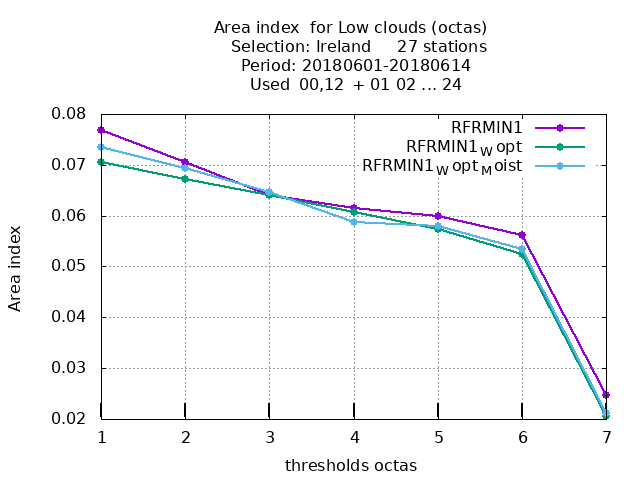 Area index  for Low clouds (octas)
Selection: Ireland     27 stations
Period: 20180601-20180614
Used  00,12  + 01 02 ... 24
RFRMIN1
RFRMIN1Wopt
RFRMIN1WoptMoist
0.08
0.07
0.06
0.05
0.04
0.03
0.02
Area index
1 2 3 4 5 6 7
thresholds octas